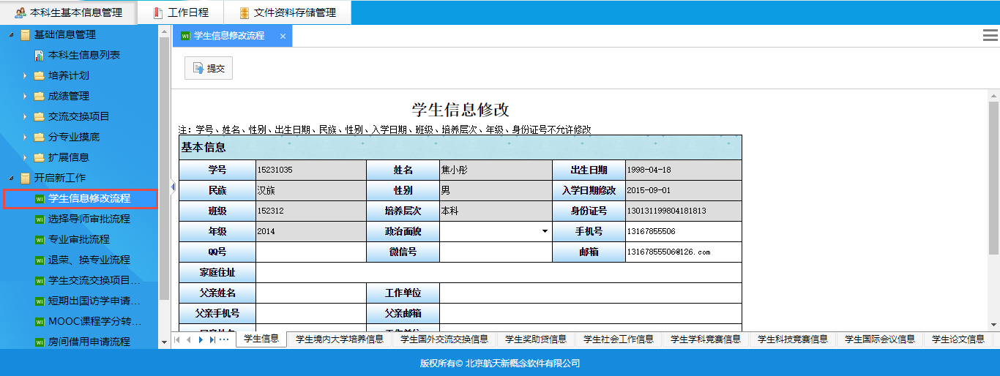 本科生基本信息管理 工作日程 文件资料存储管理
基础信息管理
本科生信息列表
培养计划
成绩管理
交流交换项目
分专业摸底
扩展信息
开启新工作
学生信息修改流程
选择导师审批流程
专业审批流程
退荣、换专业流程
学生交流交换项目...
短期出国访学申请...
MOOC课程学分转...
房间借用申请流程
学生信息修改流程 ×
提交
学生信息修改
注：学号、姓名、性别、出生日期、民族、性别、入学日期、班级、培养层次、年级、身份证号不允许修改
基本信息
学号 15231035 姓名 焦小彤 出生日期 1998-04-18
民族 汉族 性别 男 入学日期修改 2015-09-01
班级 152312 培养层次 本科 身份证号 130131199804181813
年级 2014 政治面貌 手机号 13167855506
QQ号 微信号 邮箱 13167855506@126.com
家庭住址
父亲姓名 工作单位
父亲手机号 父亲邮箱
学生信息 学生境内大学培养信息 学生国外交流交换信息 学生奖助贷信息 学生社会工作信息 学生学科竞赛信息 学生科技竞赛信息 学生国际会议信息 学生论文信息
版权所有© 北京航天新概念软件有限公司